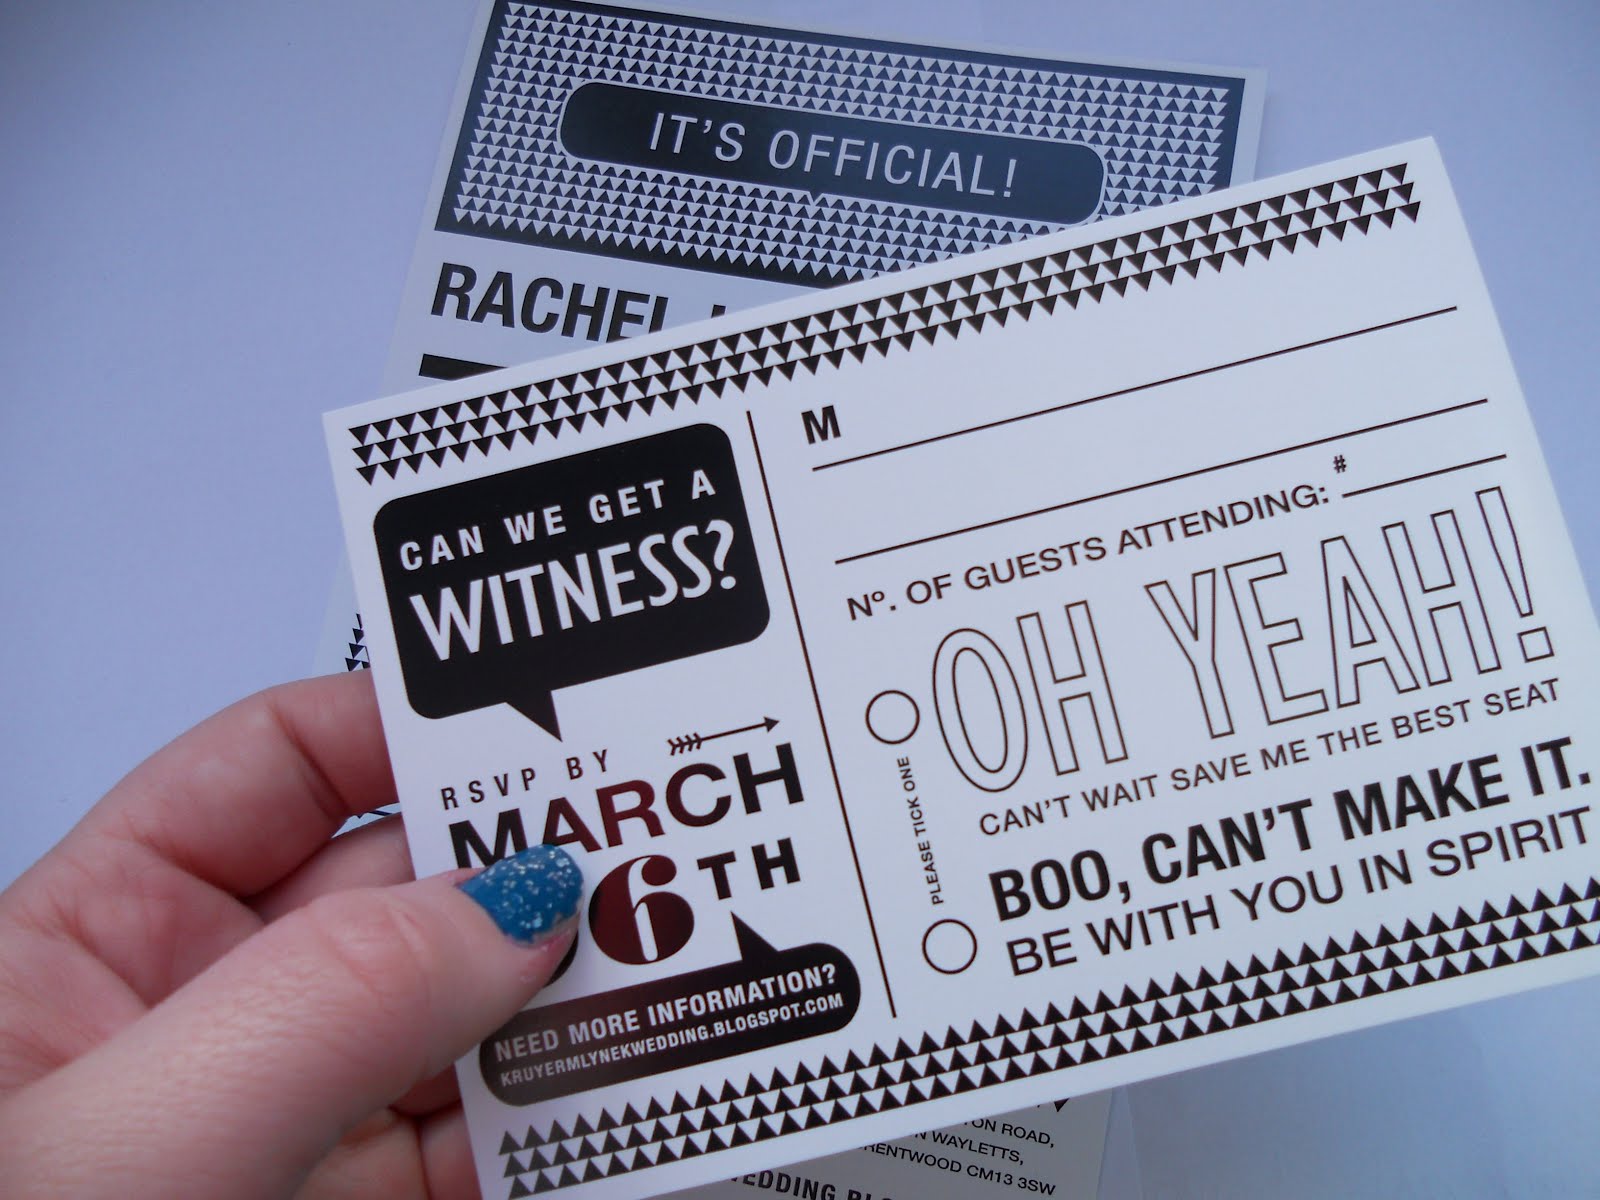 IT'S OFFICIAL!
RACHEL
CAN WE GET A
WITNESS?
RSVP BY
MARCH
6TH
NEED MORE INFORMATION?
KRUYERMLYNEKWEDDING.BLOGSPOT.COM
M
Nº. OF GUESTS ATTENDING: #
PLEASE TICK ONE
OH YEAH!
CAN'T WAIT SAVE ME THE BEST SEAT
BOO, CAN'T MAKE IT.
BE WITH YOU IN SPIRIT
ROAD,
WAYLETTS,
CM13 3SW